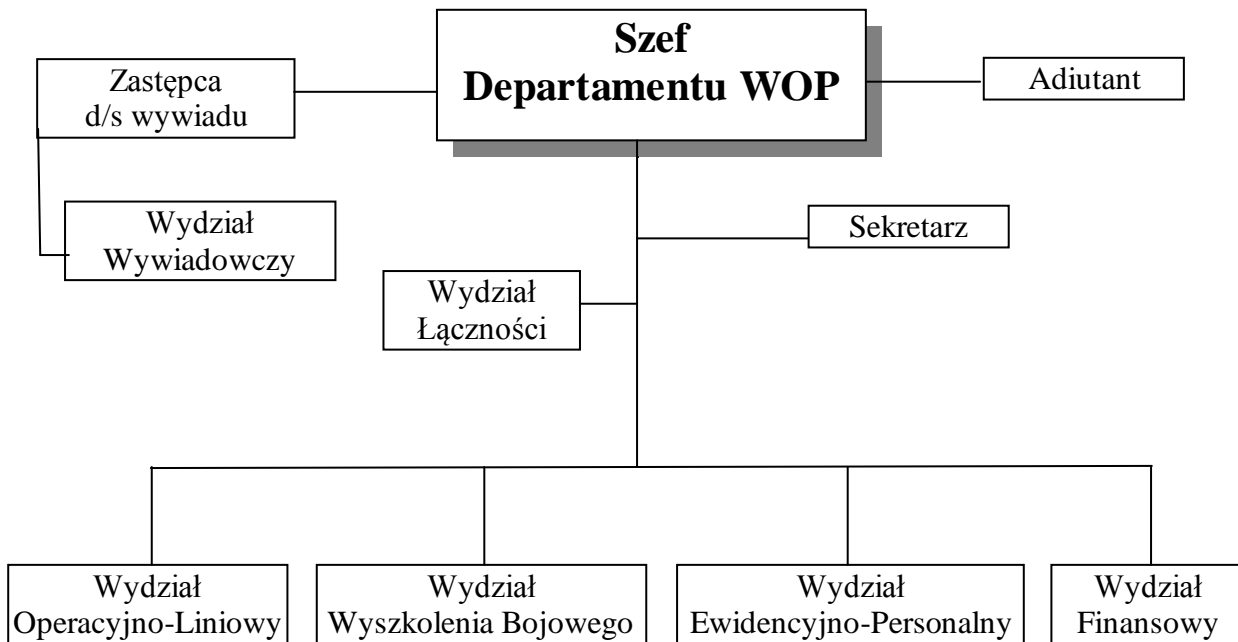 Szef
Departamentu WOP
Zastępca
d/s wywiadu
Adiutant
Wydział
Wywiadowczy
Sekretarz
Wydział
Łączności
Wydział
Operacyjno-Liniowy
Wydział
Wyszkolenia Bojowego
Wydział
Ewidencyjno-Personalny
Wydział
Finansowy